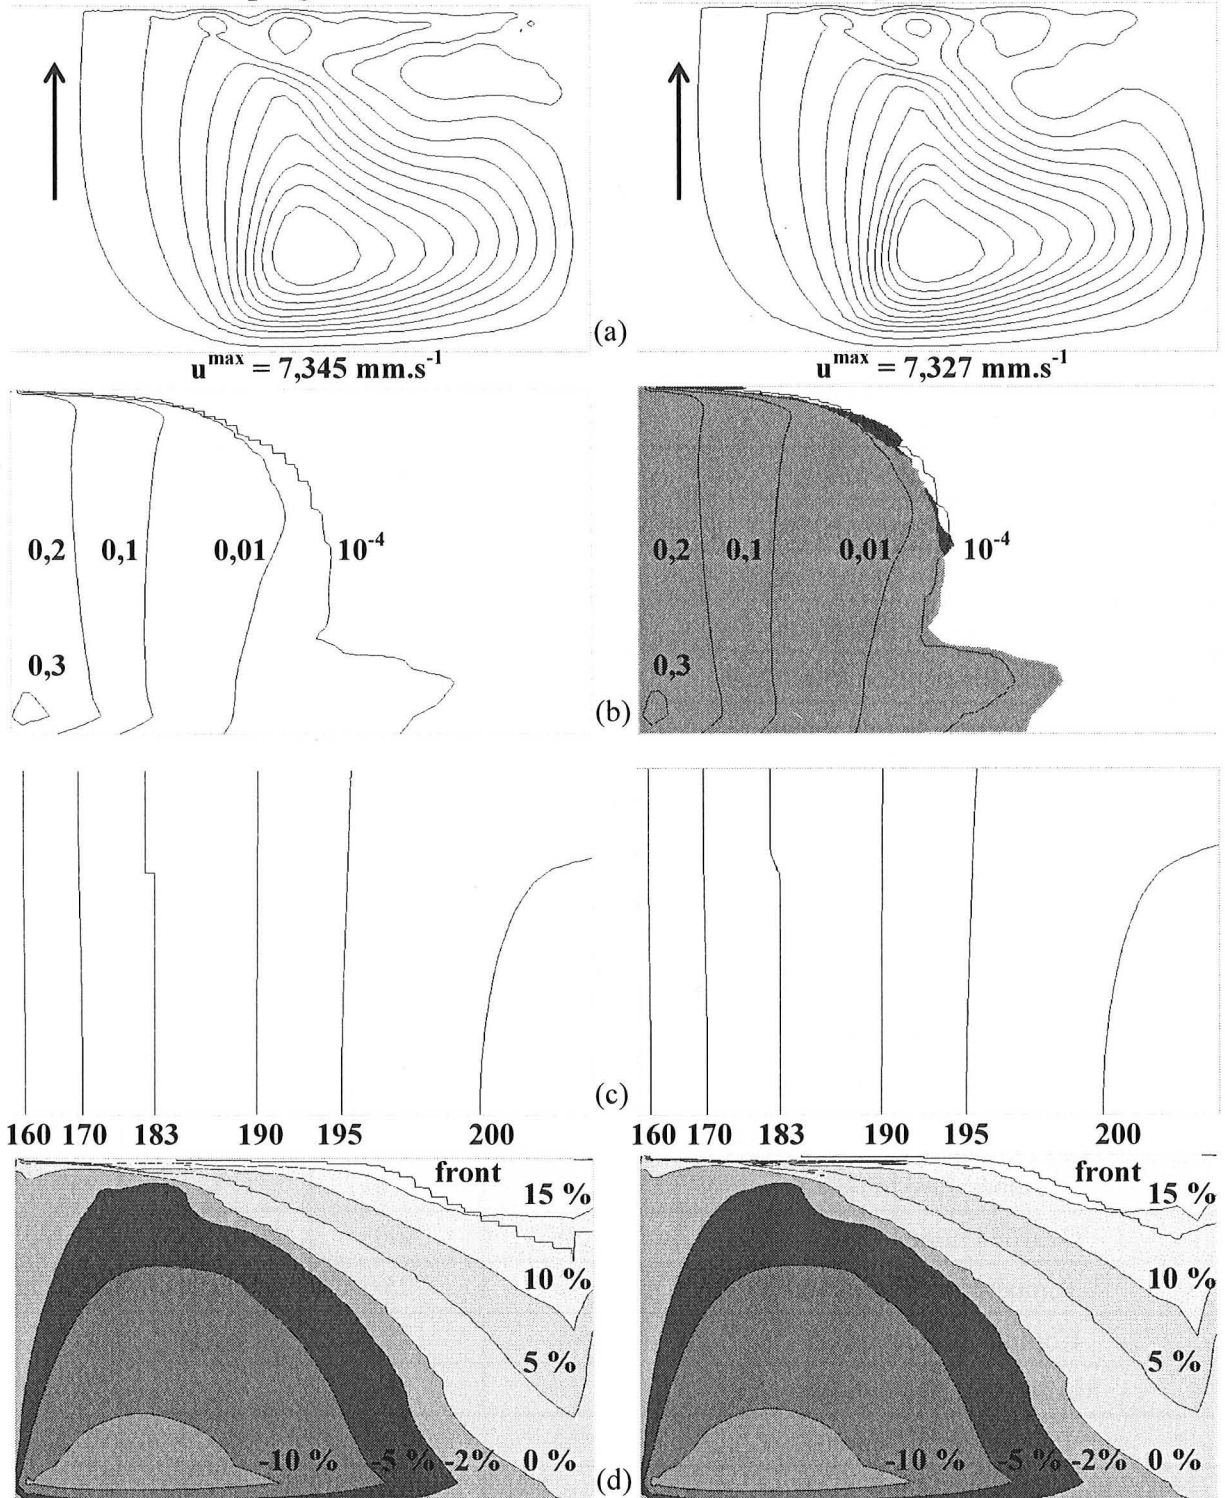 (a)
u^max = 7,345 mm.s^-1 u^max = 7,327 mm.s^-1
0,2 0,1 0,01 10^-4 0,2 0,1 0,01 10^-4
0,3 0,3
(b)
(c)
160 170 183 190 195 200 160 170 183 190 195 200
front front
15 % 15 %
10 % 10 %
5 % 5 %
-10 % -5 % -2% 0 % -10 % -5 % -2% 0 %
(d)